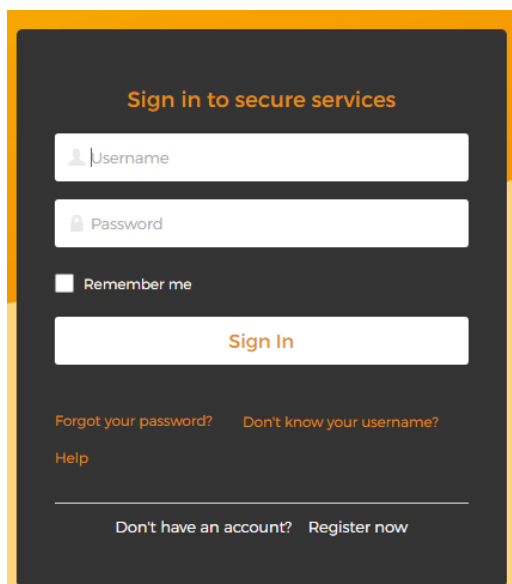 Sign in to secure services
Username
Password
Remember me
Sign In
Forgot your password? Don't know your username?
Help
Don't have an account? Register now